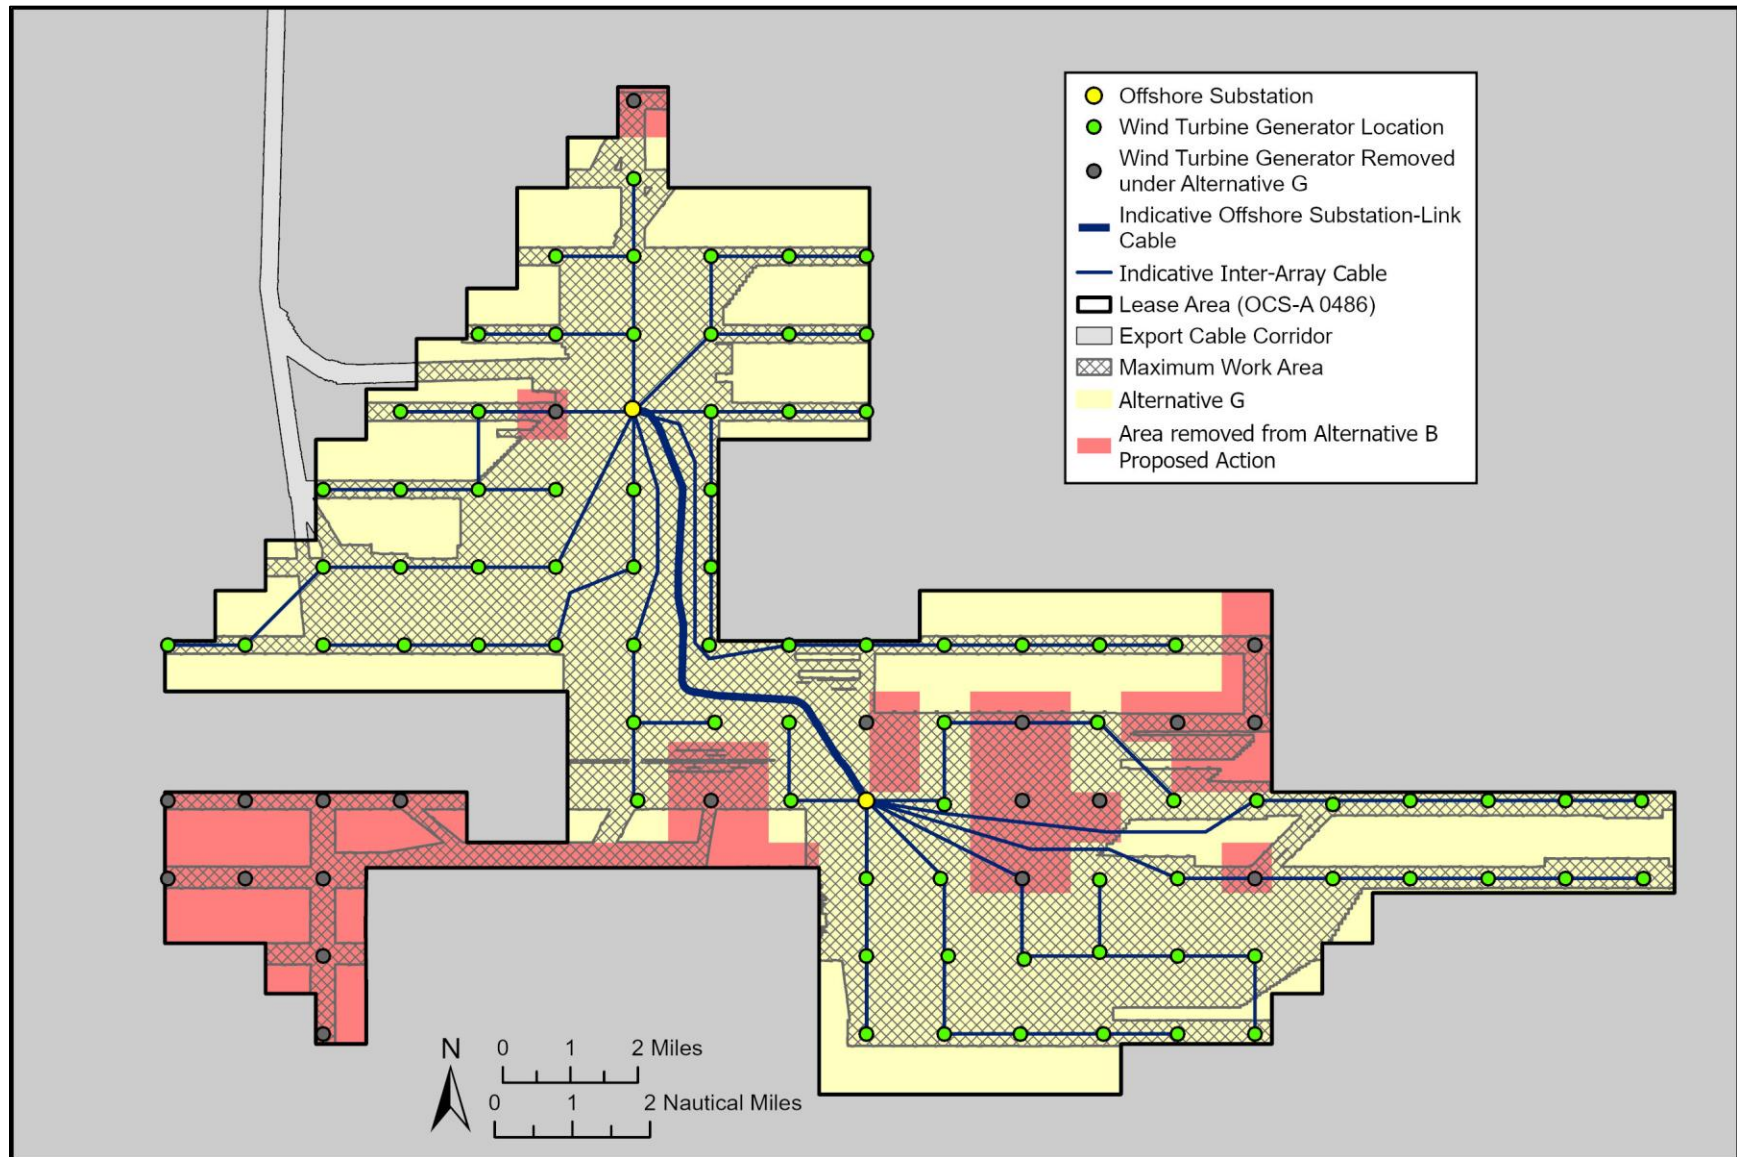 Offshore Substation
Wind Turbine Generator Location
Wind Turbine Generator Removed
under Alternative G
Indicative Offshore Substation-Link
Cable
Indicative Inter-Array Cable
Lease Area (OCS-A 0486)
Export Cable Corridor
Maximum Work Area
Alternative G
Area removed from Alternative B
Proposed Action
N
0 1 2 Miles
0 1 2 Nautical Miles